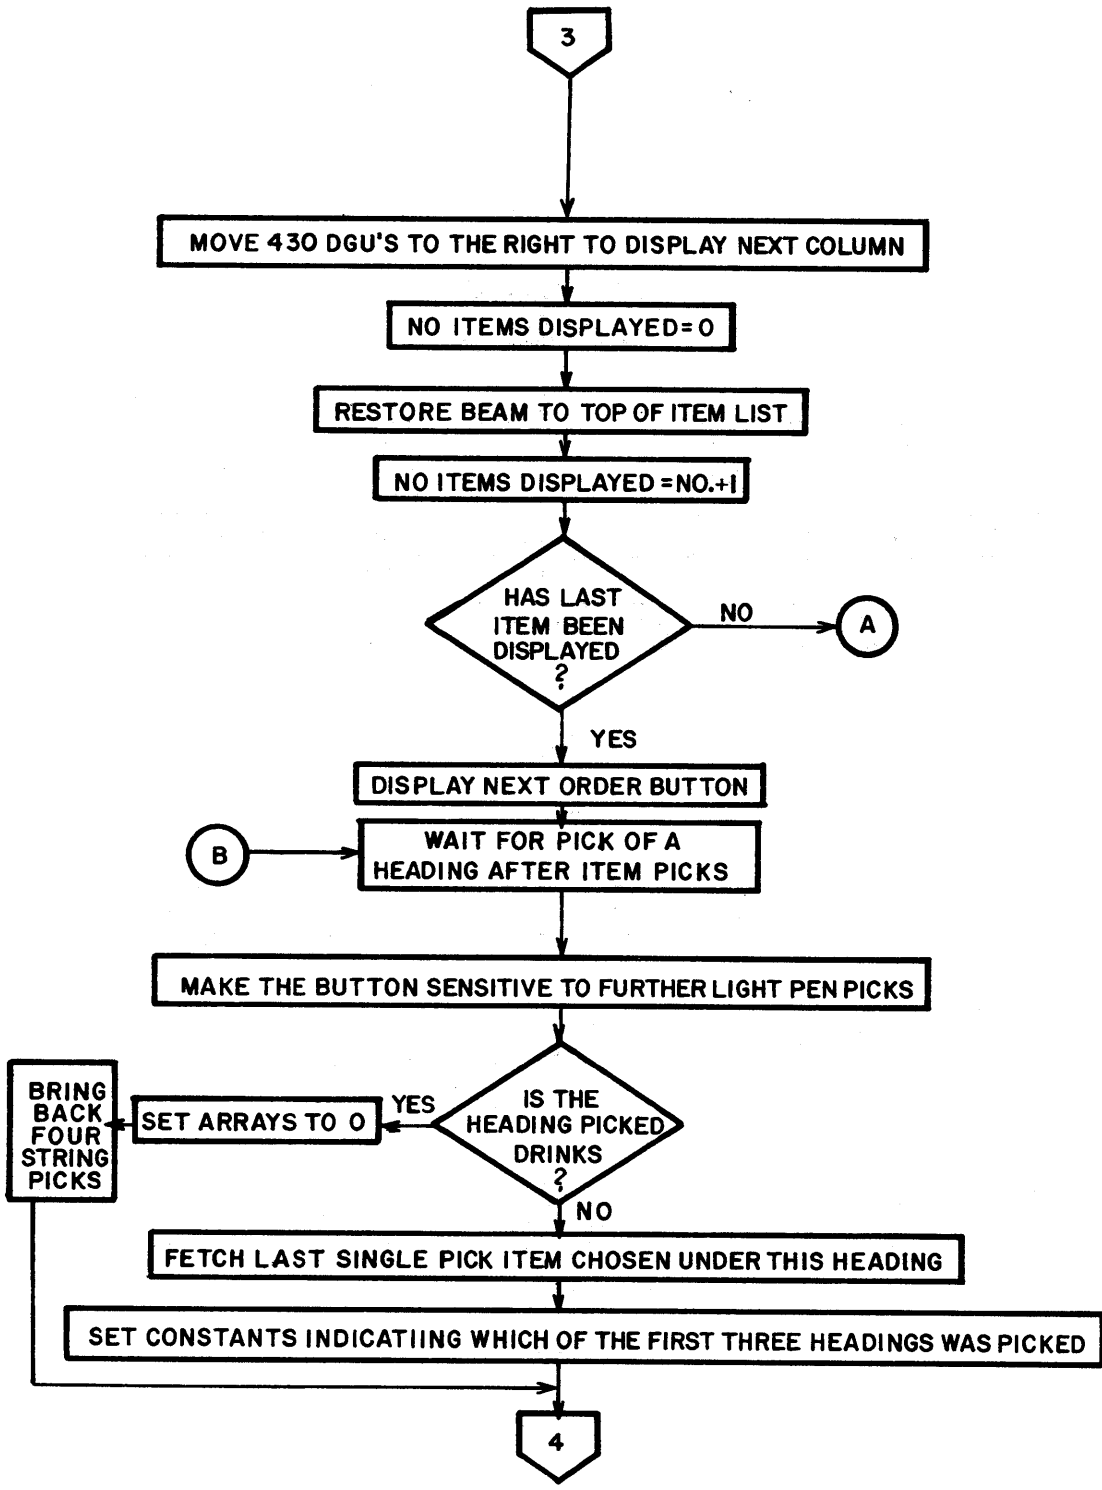 3
MOVE 430 DGU'S TO THE RIGHT TO DISPLAY NEXT COLUMN
NO ITEMS DISPLAYED=0
RESTORE BEAM TO TOP OF ITEM LIST
NO ITEMS DISPLAYED=NO.+1
HAS LAST
ITEM BEEN
DISPLAYED
?
NO
A
YES
DISPLAY NEXT ORDER BUTTON
B
WAIT FOR PICK OF A
HEADING AFTER ITEM PICKS
MAKE THE BUTTON SENSITIVE TO FURTHER LIGHT PEN PICKS
IS THE
HEADING PICKED
DRINKS
?
YES
SET ARRAYS TO 0
BRING
BACK
FOUR
STRING
PICKS
NO
FETCH LAST SINGLE PICK ITEM CHOSEN UNDER THIS HEADING
SET CONSTANTS INDICATIING WHICH OF THE FIRST THREE HEADINGS WAS PICKED
4